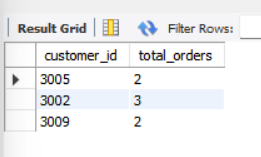 Result Grid Filter Rows:
customer_id total_orders
3005 2
3002 3
3009 2